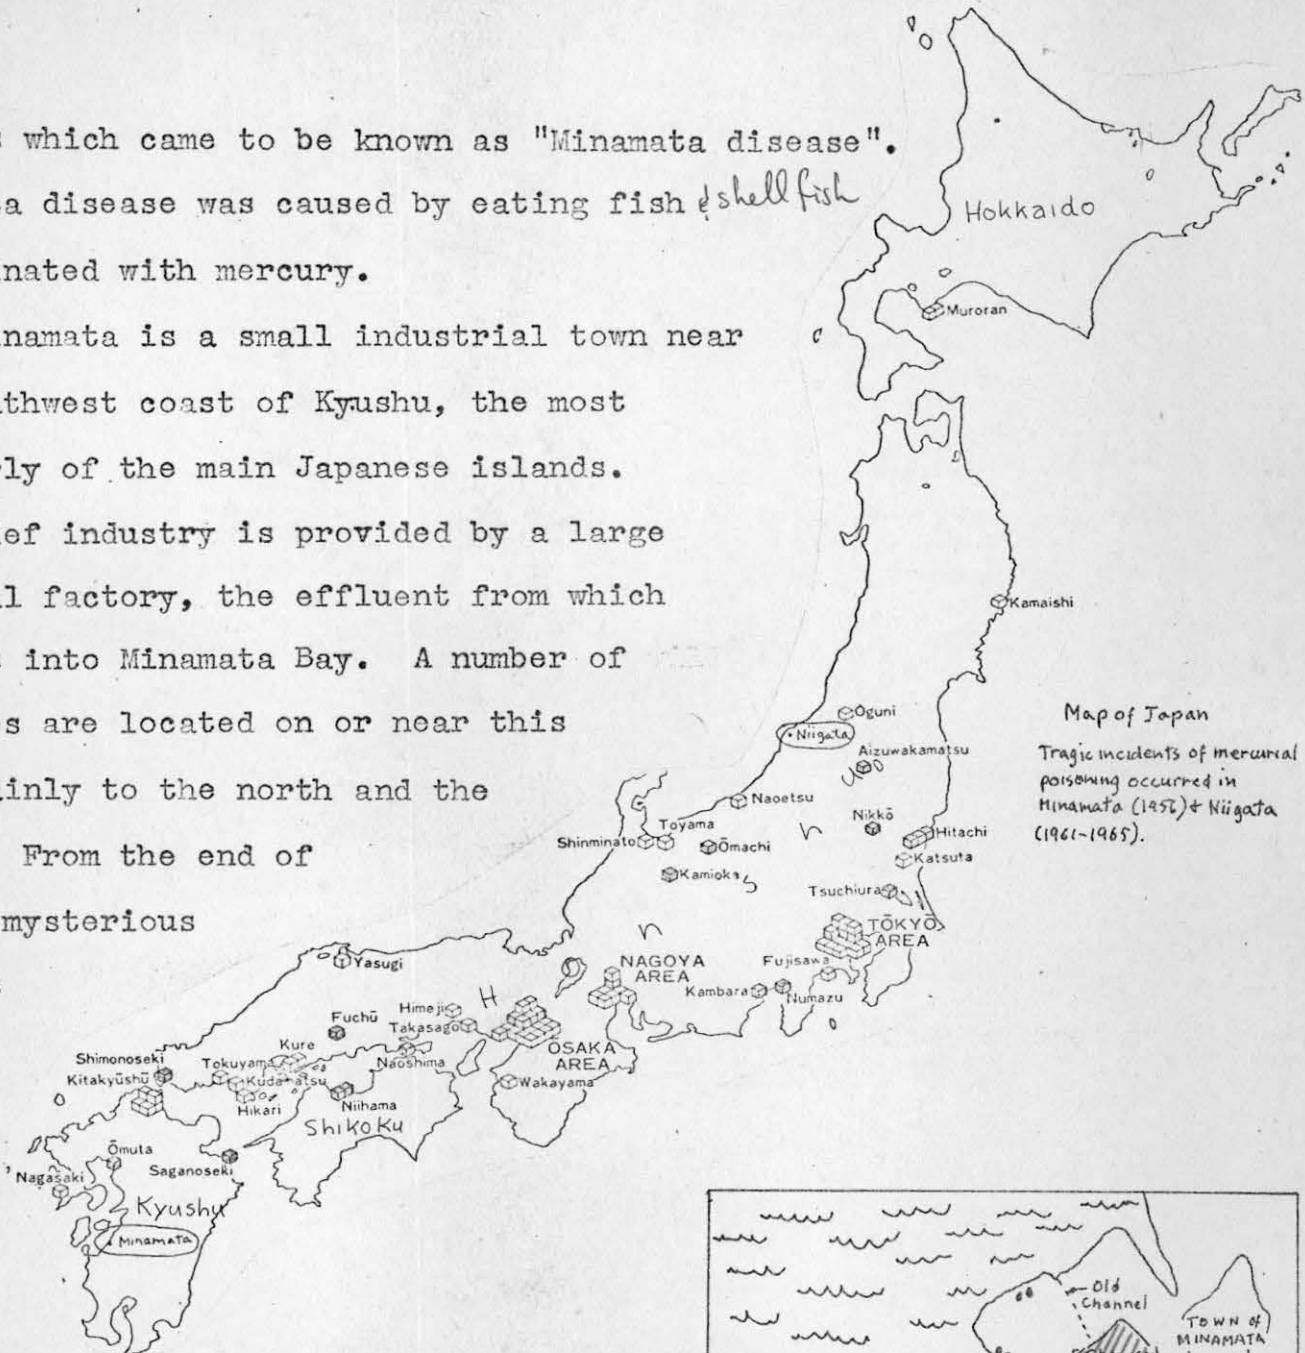 which came to be known as "Minamata disease".
a disease was caused by eating fish & shell fish
nated with mercury.
namata is a small industrial town near
thwest coast of Kyushu, the most
ly of the main Japanese islands.
ef industry is provided by a large
l factory, the effluent from which
into Minamata Bay. A number of
s are located on or near this
inly to the north and the
From the end of
mysterious
Hokkaido
Muroran
Kamaishi
Oguni
Niigata
Aizuwakamatsu
Map of Japan
Tragic incidents of mercurial
poisoning occurred in
Minamata (1956) & Niigata
(1961-1965).
Naoetsu
Nikkō
Toyama
Shinminato
Ōmachi
Hitachi
Katsuta
Kamioka
Tsuchiura
TŌKYŌ
AREA
H
o
n
s
h
u
Yasugi
NAGOYA
AREA
Fujisawa
Kambara
Numazu
Himeji
Takasago
Fuchū
ŌSAKA
AREA
Kure
Naoshima
Shimonoseki
Tokuyama
Kitakyūshū
Kudamatsu
Wakayama
Hikari
Niihama
Shikoku
Ōmuta
Saganoseki
Nagasaki
Kyushu
Minamata
Old
Channel
TOWN of
MINAMATA